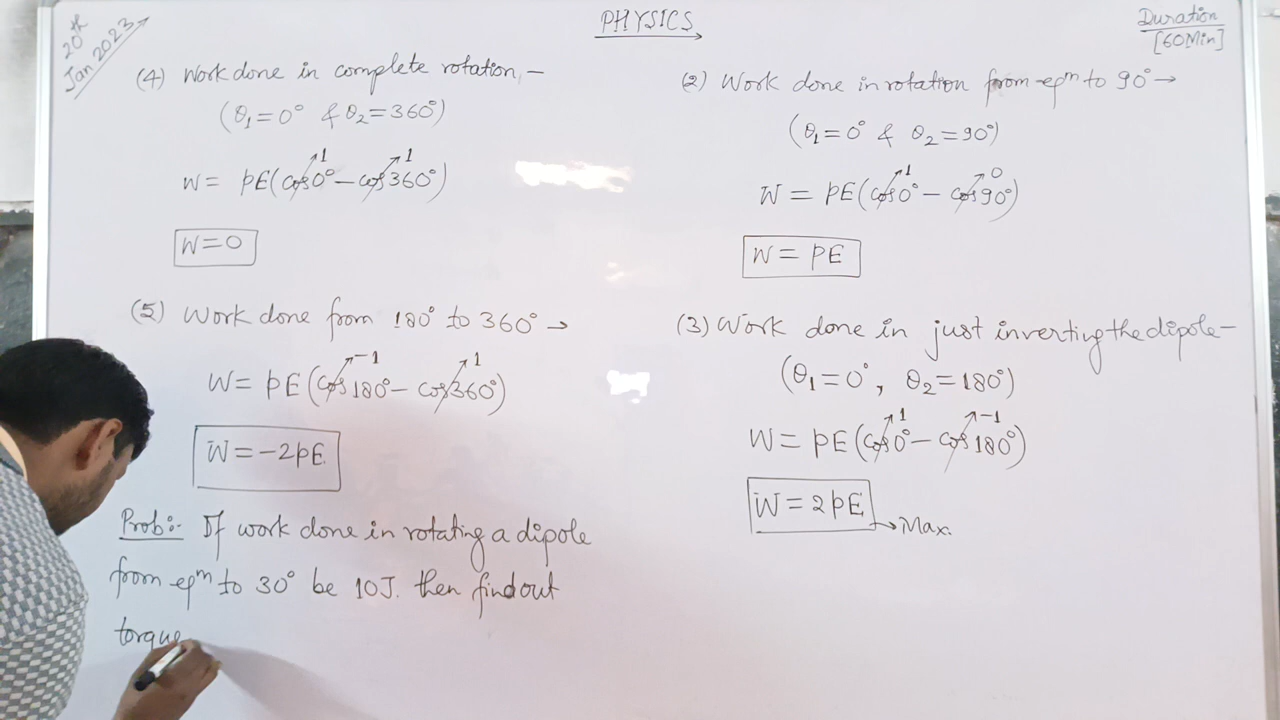 20th
Jan 2023
PHYSICS
Duration
[60Min]
(4) Work done in complete rotation, –
(θ₁=0° & θ₂=360°)
1 1
W= pE(cos0°–cos360°)
W=0
(5) Work done from 180° to 360° →
-1 1
W= pE(cos180°– cos360°)
W=-2pE
Prob:- If work done in rotating a dipole
from eqm to 30° be 10J. then find out
torque
(2) Work done in rotation from eqm to 90° →
(θ₁=0° & θ₂=90°)
1 0
W = pE(cos0° – cos90°)
W= pE
(3) Work done in just inverting the dipole–
(θ₁=0°, θ₂=180°)
1 -1
W= pE(cos0°– cos180°)
W=2pE
→Max.